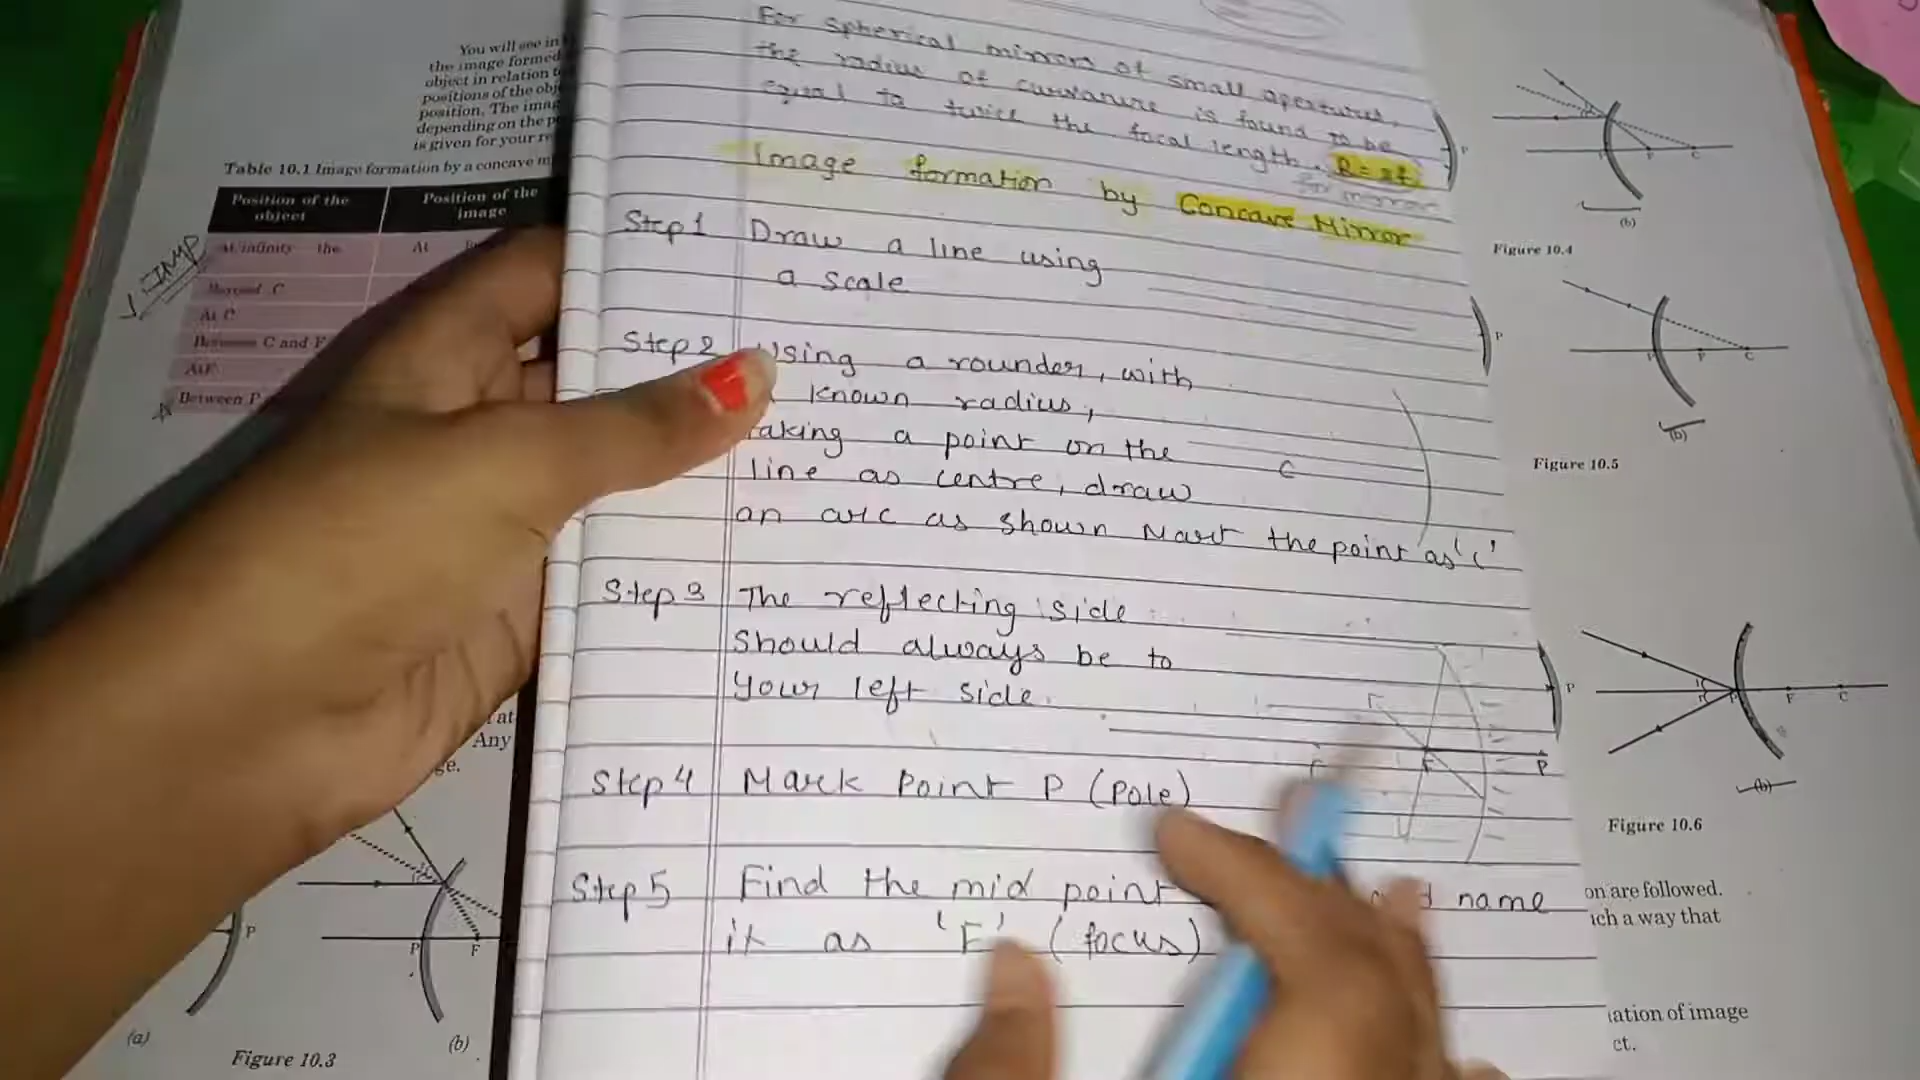 You will see in
the image formed
object in relation t
positions of the obj
position. The imag
depending on the p
is given for your re
Table 10.1 Image formation by a concave m
Position of the object
Position of the image
At infinity the
At
Beyond C
At C
Between C and F
At F
Between P
IMP
at
Any
ge.
P
P
F
(a)
(b)
Figure 10.3
For spherical mirrors of small apertures,
the radius of curvature is found to be
equal to twice the focal length. R = 2f
for mirror
Image formation by Concave Mirror
Step 1 Draw a line using
a scale
Step 2 Using a rounder, with
known radius,
taking a point on the
line as centre, draw
an arc as shown Mark the point as 'C'
C
Step 3 The reflecting side
should always be to
your left side.
Step 4 Mark Point P (Pole)
F
P
Step 5 Find the mid point name
it as 'F' (focus)
P
F
C
(b)
Figure 10.4
P
P
F
C
(b)
Figure 10.5
P
F
C
(b)
Figure 10.6
on are followed.
ich a way that
ation of image
ct.